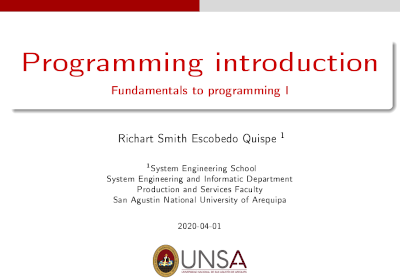 Programming introduction
Fundamentals to programming I
Richart Smith Escobedo Quispe 1
1System Engineering School
System Engineering and Informatic Department
Production and Services Faculty
San Agustin National University of Arequipa
2020-04-01
UNSA